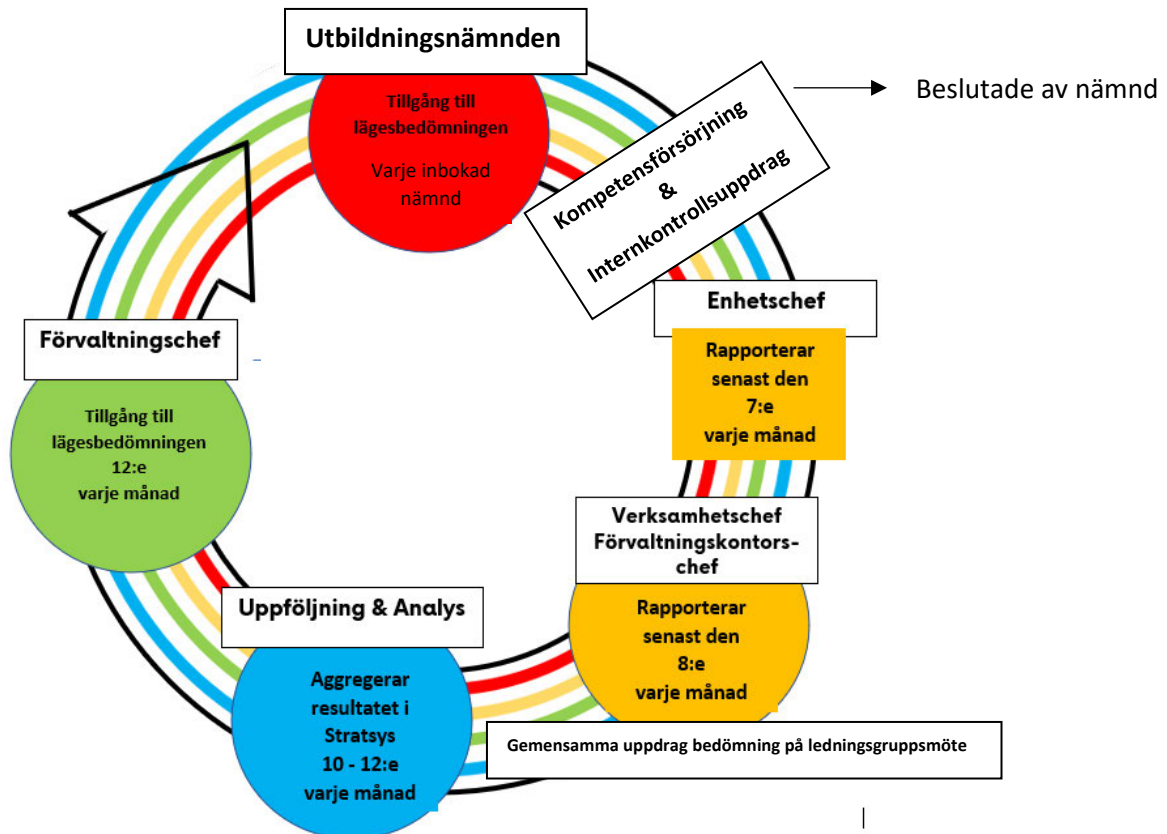 Utbildningsnämnden
Tillgång till
lägesbedömningen
Varje inbokad
nämnd
Kompetensförsörjning
&
Internkontrollsuppdrag
Beslutade av nämnd
Enhetschef
Rapporterar
senast den
7:e
varje månad
Verksamhetschef
Förvaltningskontors-
chef
Rapporterar
senast den
8:e
varje månad
Gemensamma uppdrag bedömning på ledningsgruppsmöte
Uppföljning & Analys
Aggregerar
resultatet i
Stratsys
10 - 12:e
varje månad
Förvaltningschef
Tillgång till
lägesbedömningen
12:e
varje månad